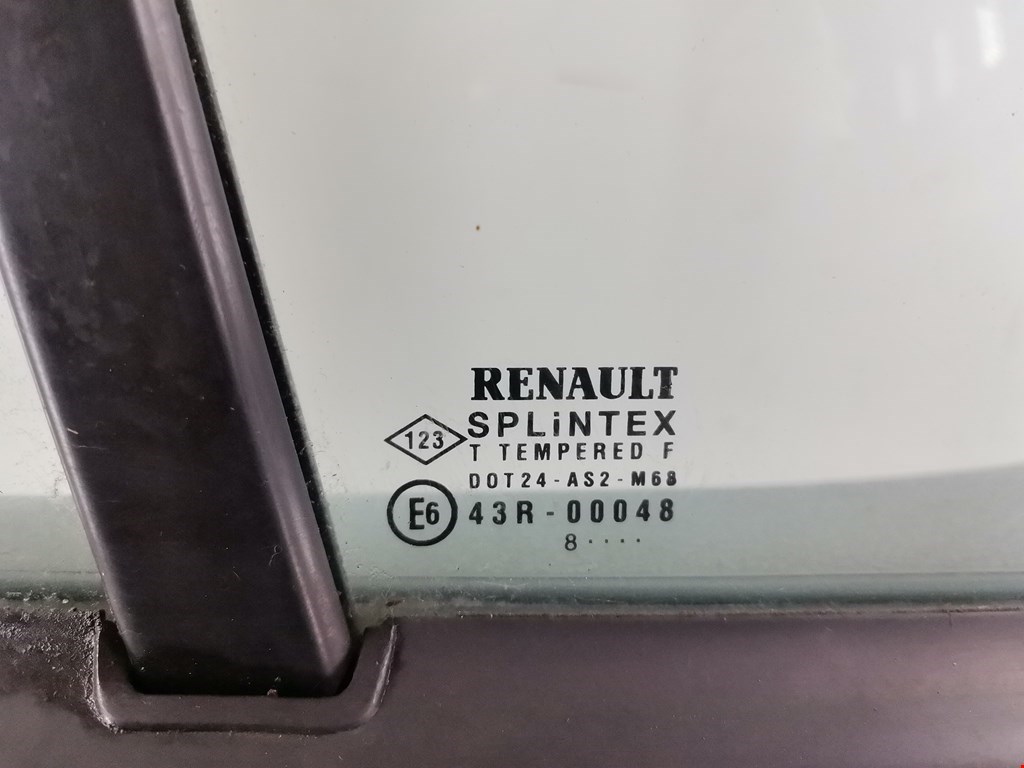 RENAULT
123 SPLiNTEX
T TEMPERED F
DOT24-AS2-M68
E6 43R-00048
8····